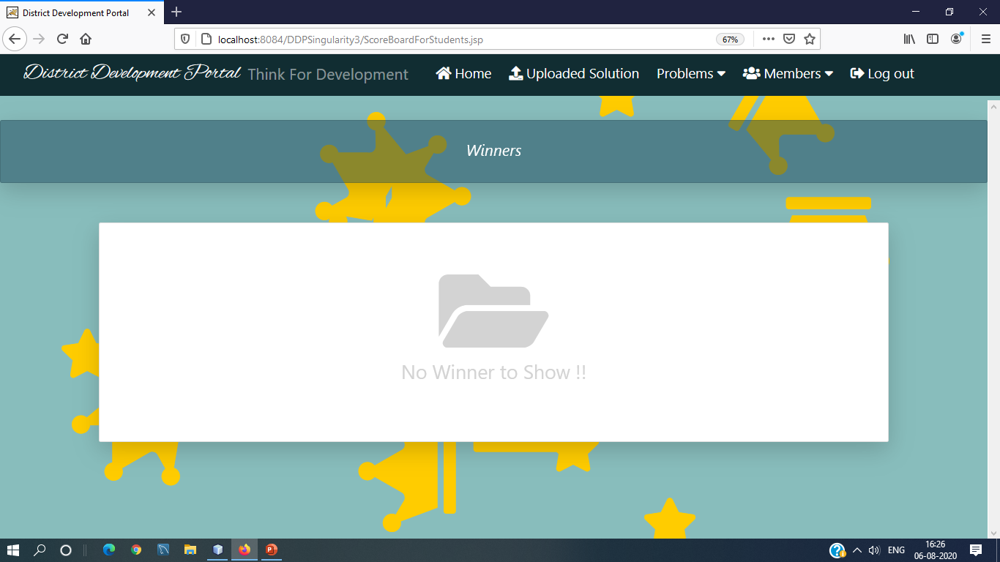 District Development Portal
localhost:8084/DDPSingularity3/ScoreBoardForStudents.jsp 67%
District Development Portal Think For Development Home Uploaded Solution Problems Members Log out
Winners
No Winner to Show !!
ENG
16:26
06-08-2020